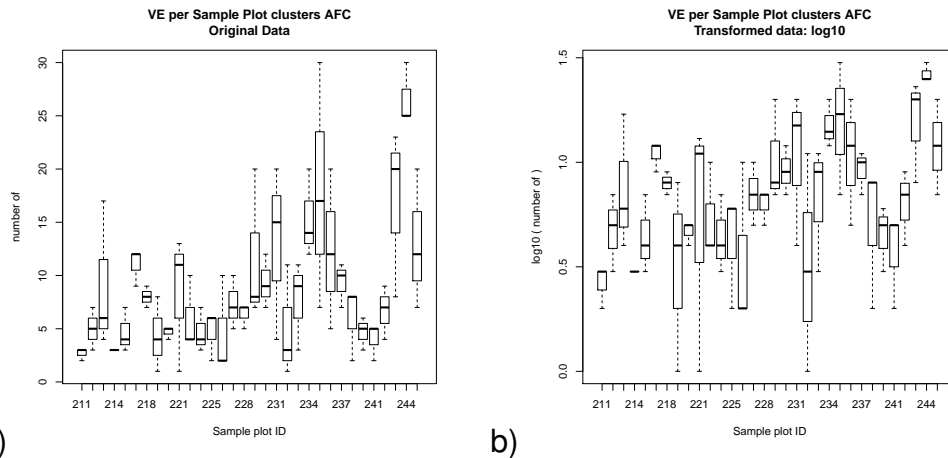 VE per Sample Plot clusters AFC
Original Data
number of
30
25
20
15
10
5
0
211 214 218 221 225 228 231 234 237 241 244
Sample plot ID
)
VE per Sample Plot clusters AFC
Transformed data: log10
log10 ( number of )
1.5
1.0
0.5
0.0
211 214 218 221 225 228 231 234 237 241 244
Sample plot ID
b)